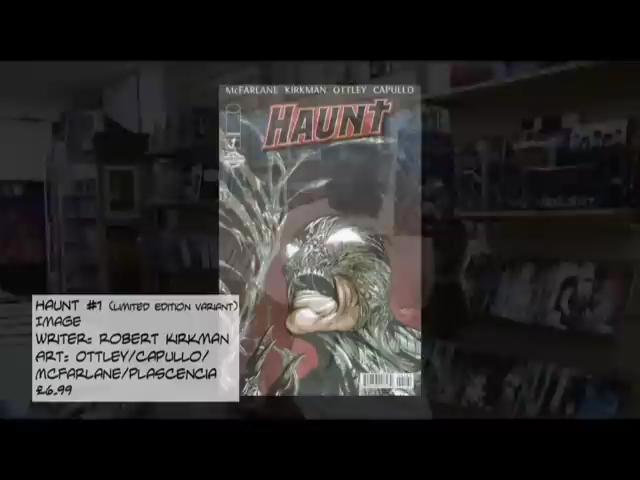 McFARLANE KIRKMAN OTTLEY CAPULLO
HAUNT
HAUNT #1 (LIMITED EDITION VARIANT)
IMAGE
WRITER: ROBERT KIRKMAN
ART: OTTLEY/CAPULLO/
McFARLANE/PLASCENCIA
£6.99